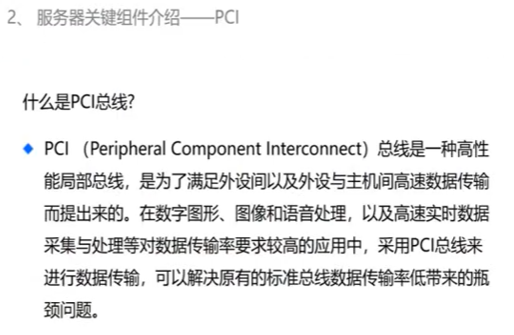 2、 服务器关键组件介绍——PCI
什么是PCI总线?
◆ PCI （Peripheral Component Interconnect）总线是一种高性
能局部总线，是为了满足外设间以及外设与主机间高速数据传输
而提出来的。在数字图形、图像和语音处理，以及高速实时数据
采集与处理等对数据传输率要求较高的应用中，采用PCI总线来
进行数据传输，可以解决原有的标准总线数据传输率低带来的瓶
颈问题。